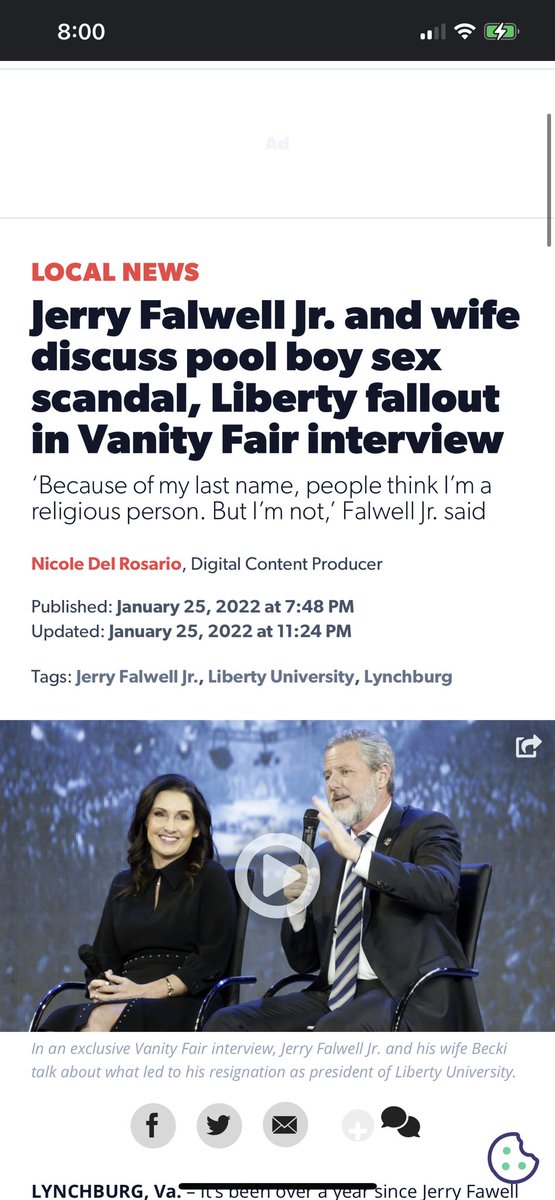 8:00
Ad
LOCAL NEWS
Jerry Falwell Jr. and wife
discuss pool boy sex
scandal, Liberty fallout
in Vanity Fair interview
‘Because of my last name, people think I’m a
religious person. But I’m not,’ Falwell Jr. said
Nicole Del Rosario, Digital Content Producer
Published: January 25, 2022 at 7:48 PM
Updated: January 25, 2022 at 11:24 PM
Tags: Jerry Falwell Jr., Liberty University, Lynchburg
In an exclusive Vanity Fair interview, Jerry Falwell Jr. and his wife Becki
talk about what led to his resignation as president of Liberty University.
LYNCHBURG, Va. – It’s been over a year since Jerry Fawell